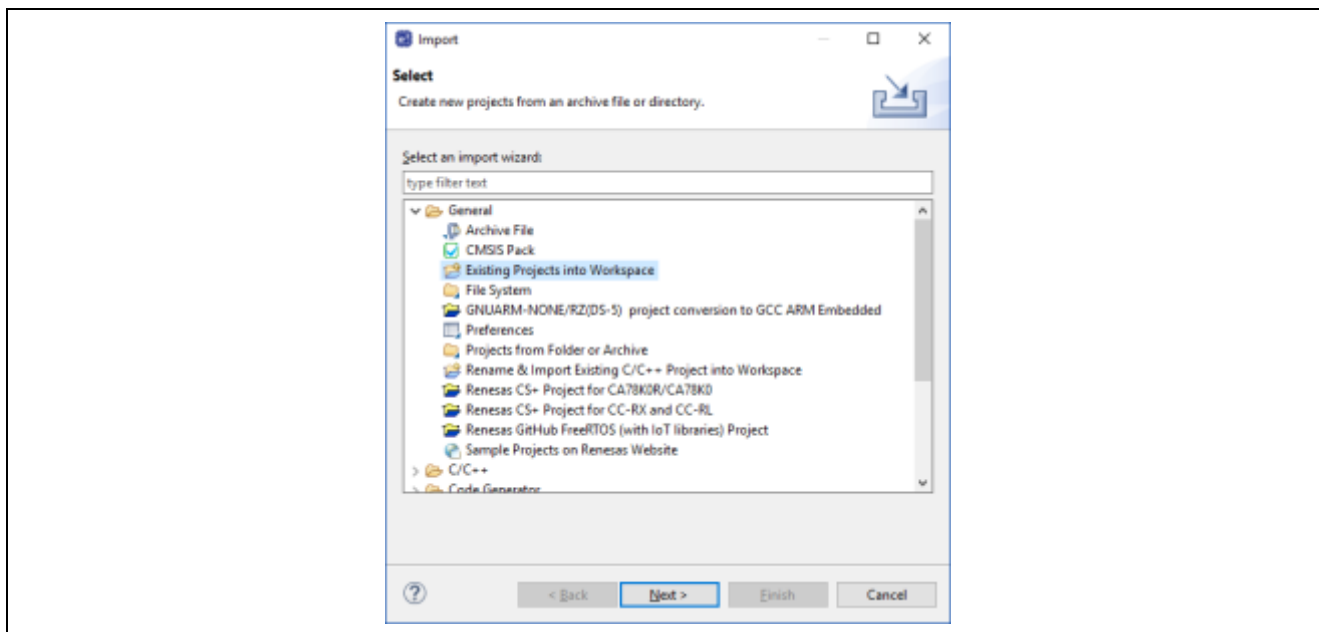 Import
Select
Create new projects from an archive file or directory.
Select an import wizard:
type filter text
General
Archive File
CMSIS Pack
Existing Projects into Workspace
File System
GNUARM-NONE/RZ(DS-5) project conversion to GCC ARM Embedded
Preferences
Projects from Folder or Archive
Rename & Import Existing C/C++ Project into Workspace
Renesas CS+ Project for CA78K0R/CA78K0
Renesas CS+ Project for CC-RX and CC-RL
Renesas GitHub FreeRTOS (with IoT libraries) Project
Sample Projects on Renesas Website
C/C++
Code Generator
< Back Next > Finish Cancel